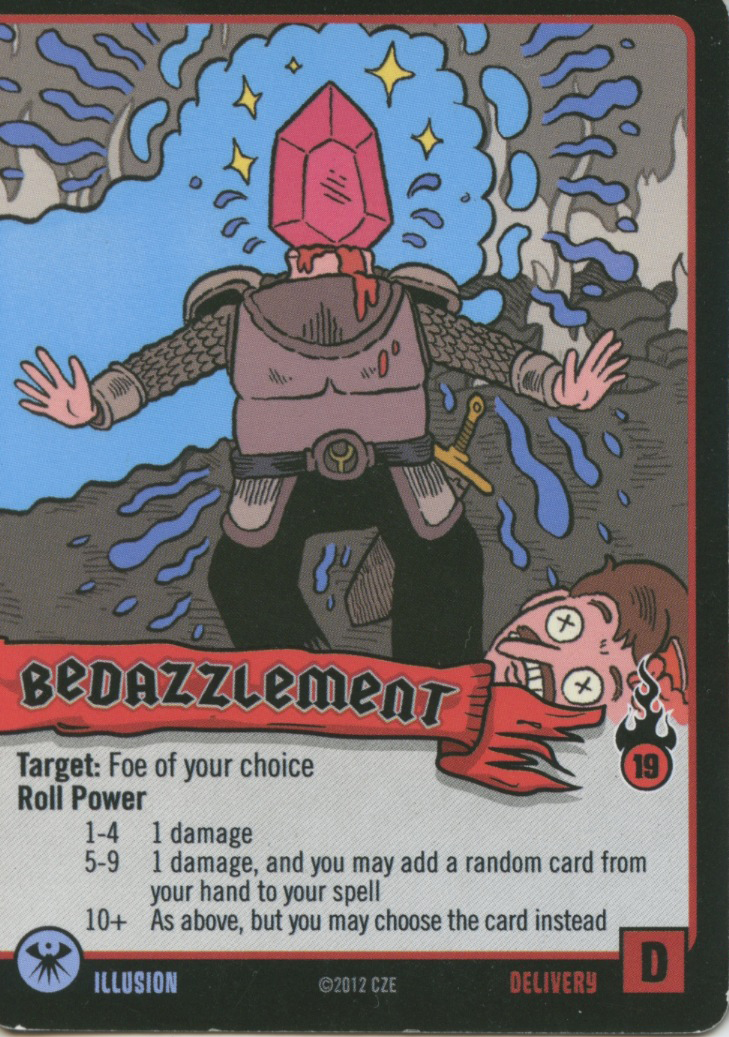 BEDAZZLEMENT
19
Target: Foe of your choice
Roll Power
1-4 1 damage
5-9 1 damage, and you may add a random card from
your hand to your spell
10+ As above, but you may choose the card instead
ILLUSION ©2012 CZE DELIVERY D